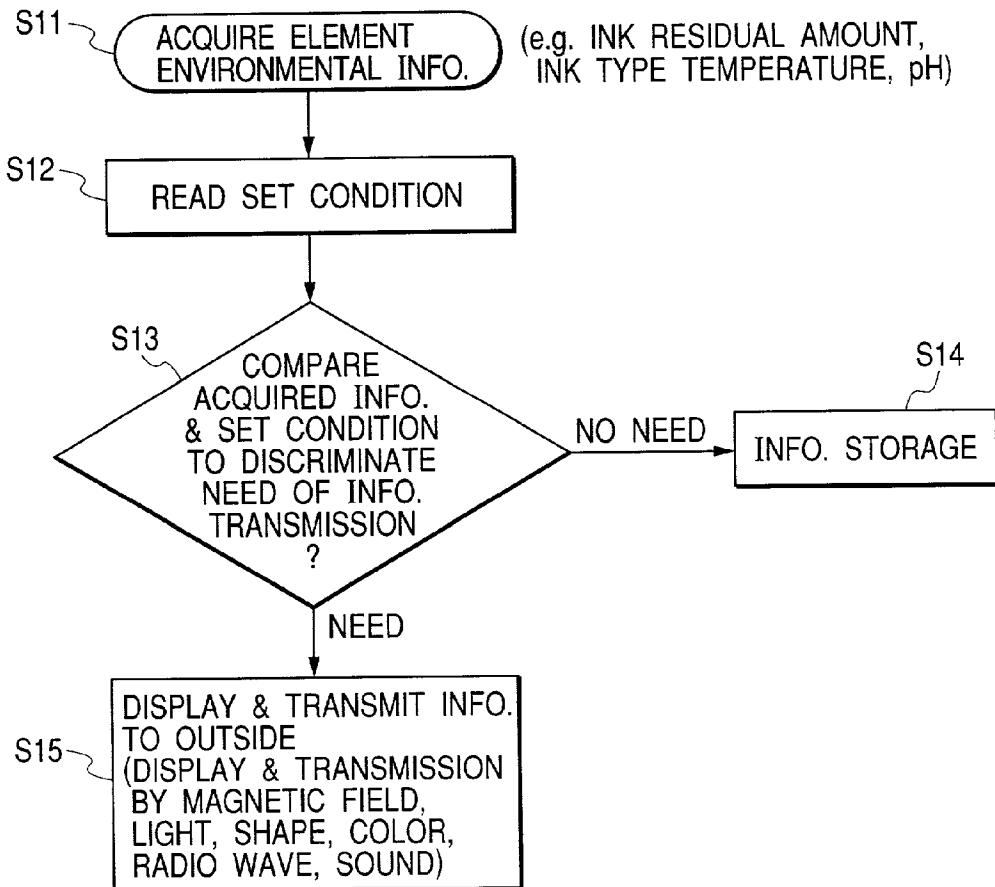 S11
ACQUIRE ELEMENT
ENVIRONMENTAL INFO.
(e.g. INK RESIDUAL AMOUNT,
INK TYPE TEMPERATURE, pH)
S12
READ SET CONDITION
S13
COMPARE
ACQUIRED INFO.
& SET CONDITION
TO DISCRIMINATE
NEED OF INFO.
TRANSMISSION
?
NO NEED
S14
INFO. STORAGE
NEED
S15
DISPLAY & TRANSMIT INFO.
TO OUTSIDE
(DISPLAY & TRANSMISSION
BY MAGNETIC FIELD,
LIGHT, SHAPE, COLOR,
RADIO WAVE, SOUND)